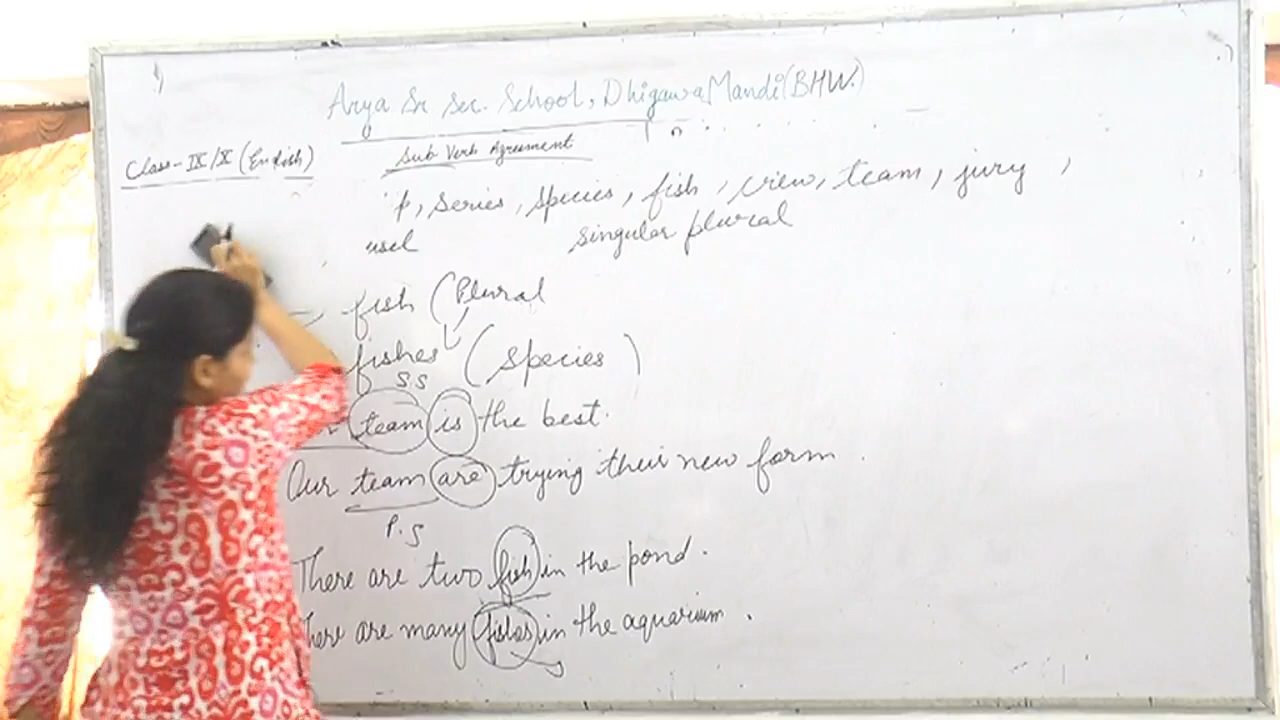 Arya Sr Sec. School, Dhigawa Mandi (BHW.)
Class-IX/X (English)
Sub Verb Agreement
p, series, species, fish, crew, team, jury,
used singular plural
fish (Plural
fishes (species)
S S
team is the best.
Our team are trying their new form.
P.S
There are two fish in the pond.
There are many fishes in the aquarium.